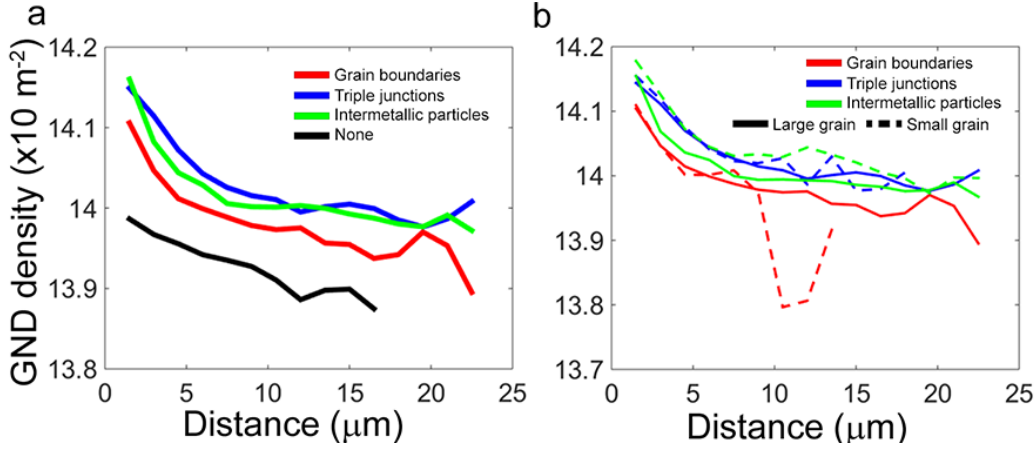 a
GND density (x10 m⁻²)
14.2
14.1
14
13.9
13.8
Grain boundaries
Triple junctions
Intermetallic particles
None
0 5 10 15 20 25
Distance (μm)
b
14.2
14.1
14
13.9
13.8
13.7
Grain boundaries
Triple junctions
Intermetallic particles
Large grain Small grain
0 5 10 15 20 25
Distance (μm)